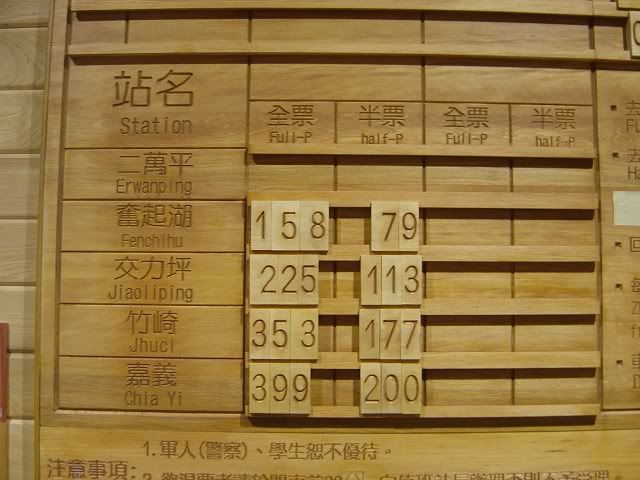 站名
Station
全票 半票 全票 半票
Full-P half-P Full-P half-P
二萬平
Erwanping
奮起湖 158 79
Fenchihu
交力坪 225 113
Jiaoliping
竹崎 353 177
Jhuci
嘉義 399 200
Chia Yi
1.軍人(警察)、學生恕不優待。
注意事項: